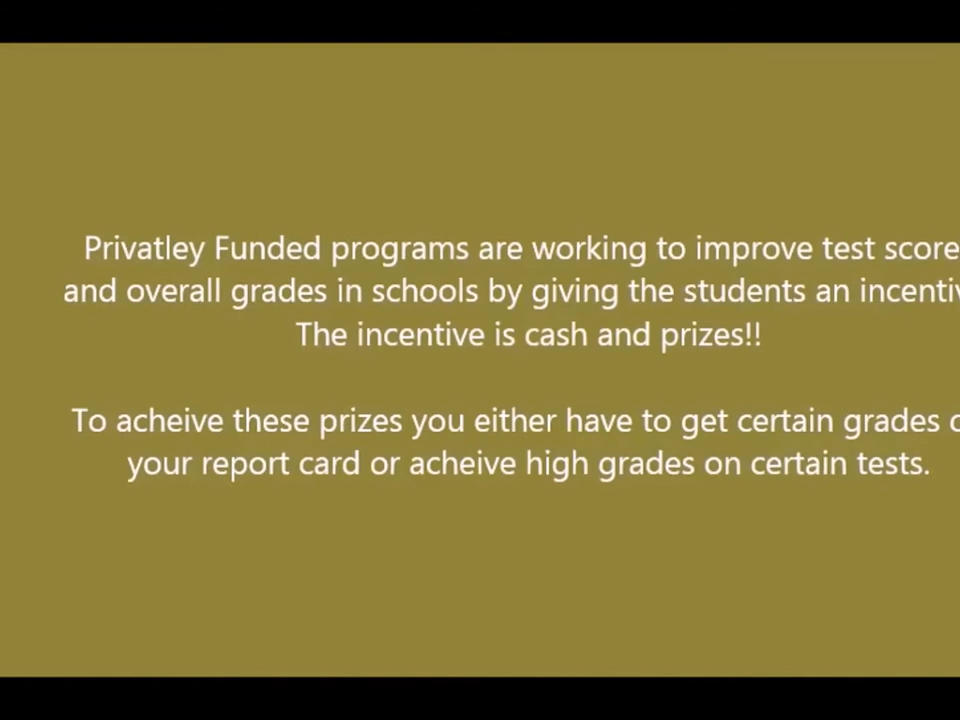 Privatley Funded programs are working to improve test score
and overall grades in schools by giving the students an incentiv
The incentive is cash and prizes!!
To acheive these prizes you either have to get certain grades
your report card or acheive high grades on certain tests.